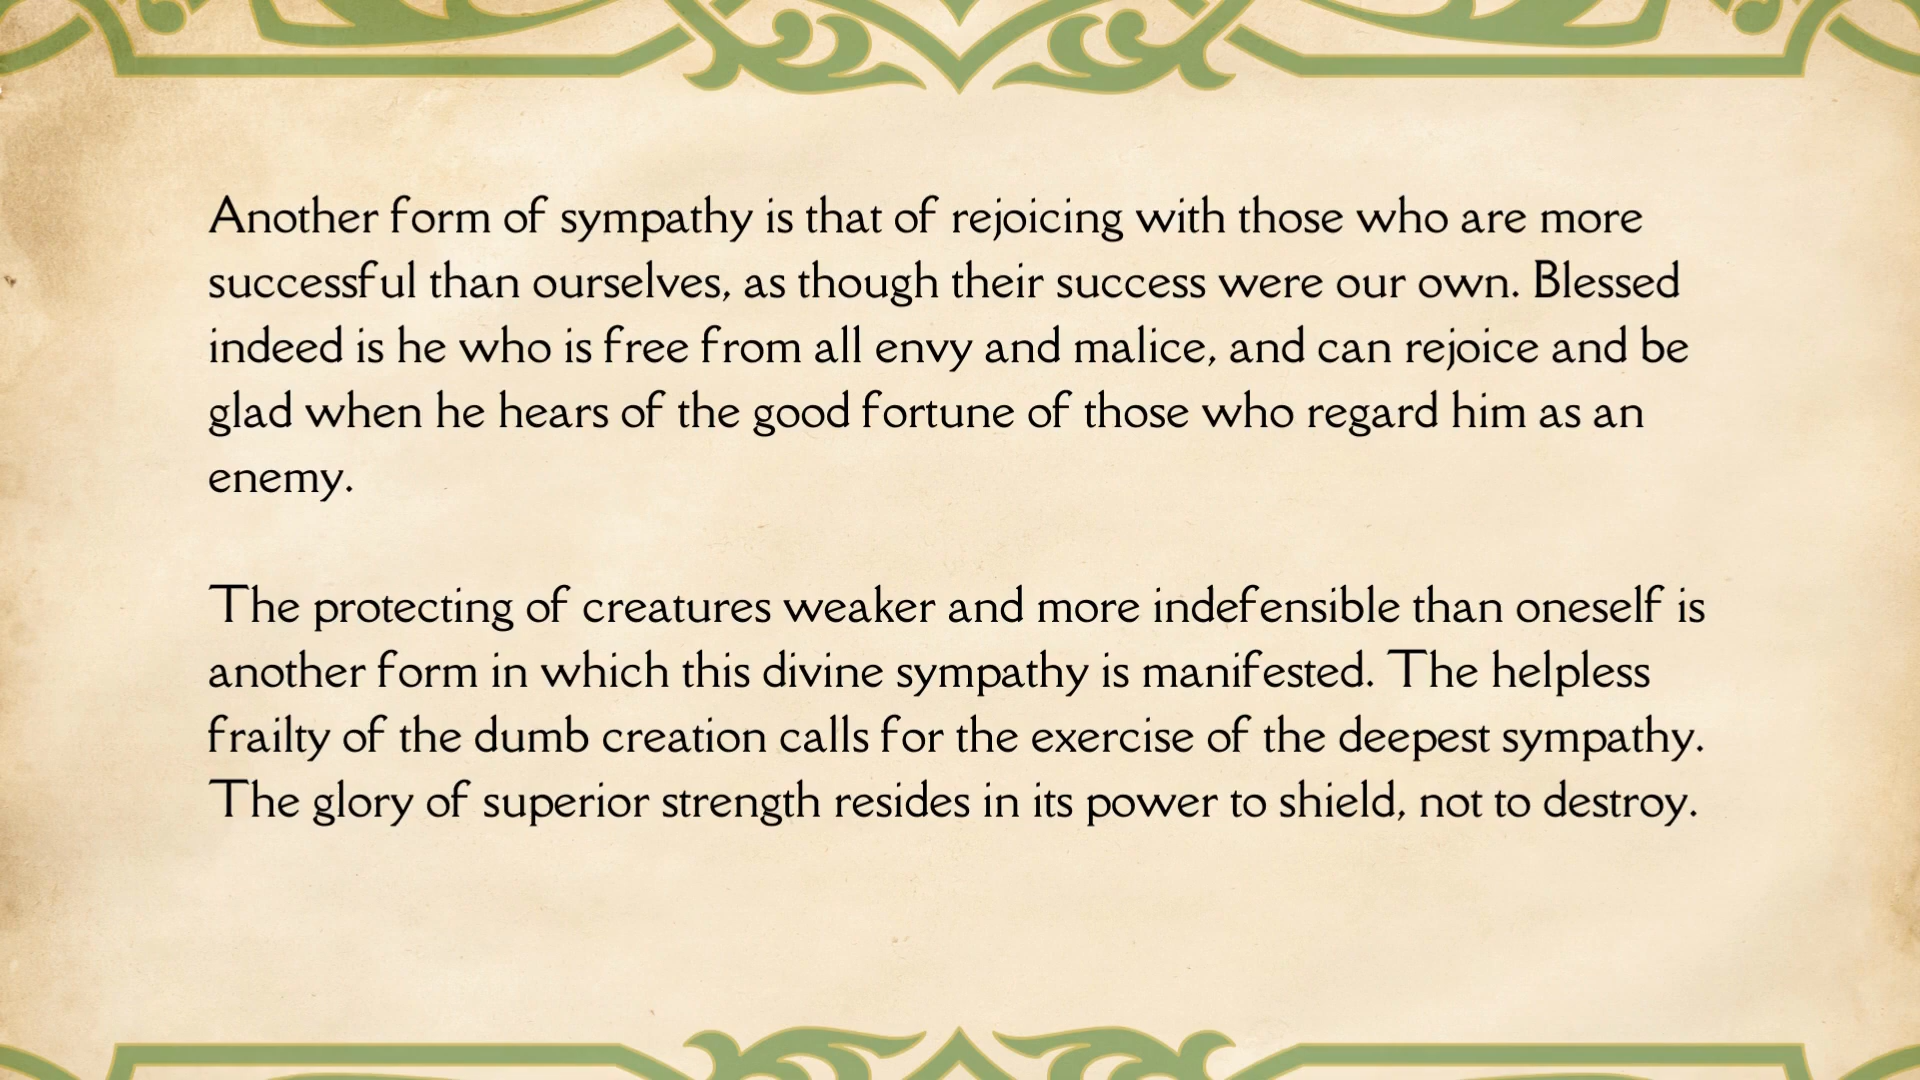 Another form of sympathy is that of rejoicing with those who are more
successful than ourselves, as though their success were our own. Blessed
indeed is he who is free from all envy and malice, and can rejoice and be
glad when he hears of the good fortune of those who regard him as an
enemy.
The protecting of creatures weaker and more indefensible than oneself is
another form in which this divine sympathy is manifested. The helpless
frailty of the dumb creation calls for the exercise of the deepest sympathy.
The glory of superior strength resides in its power to shield, not to destroy.